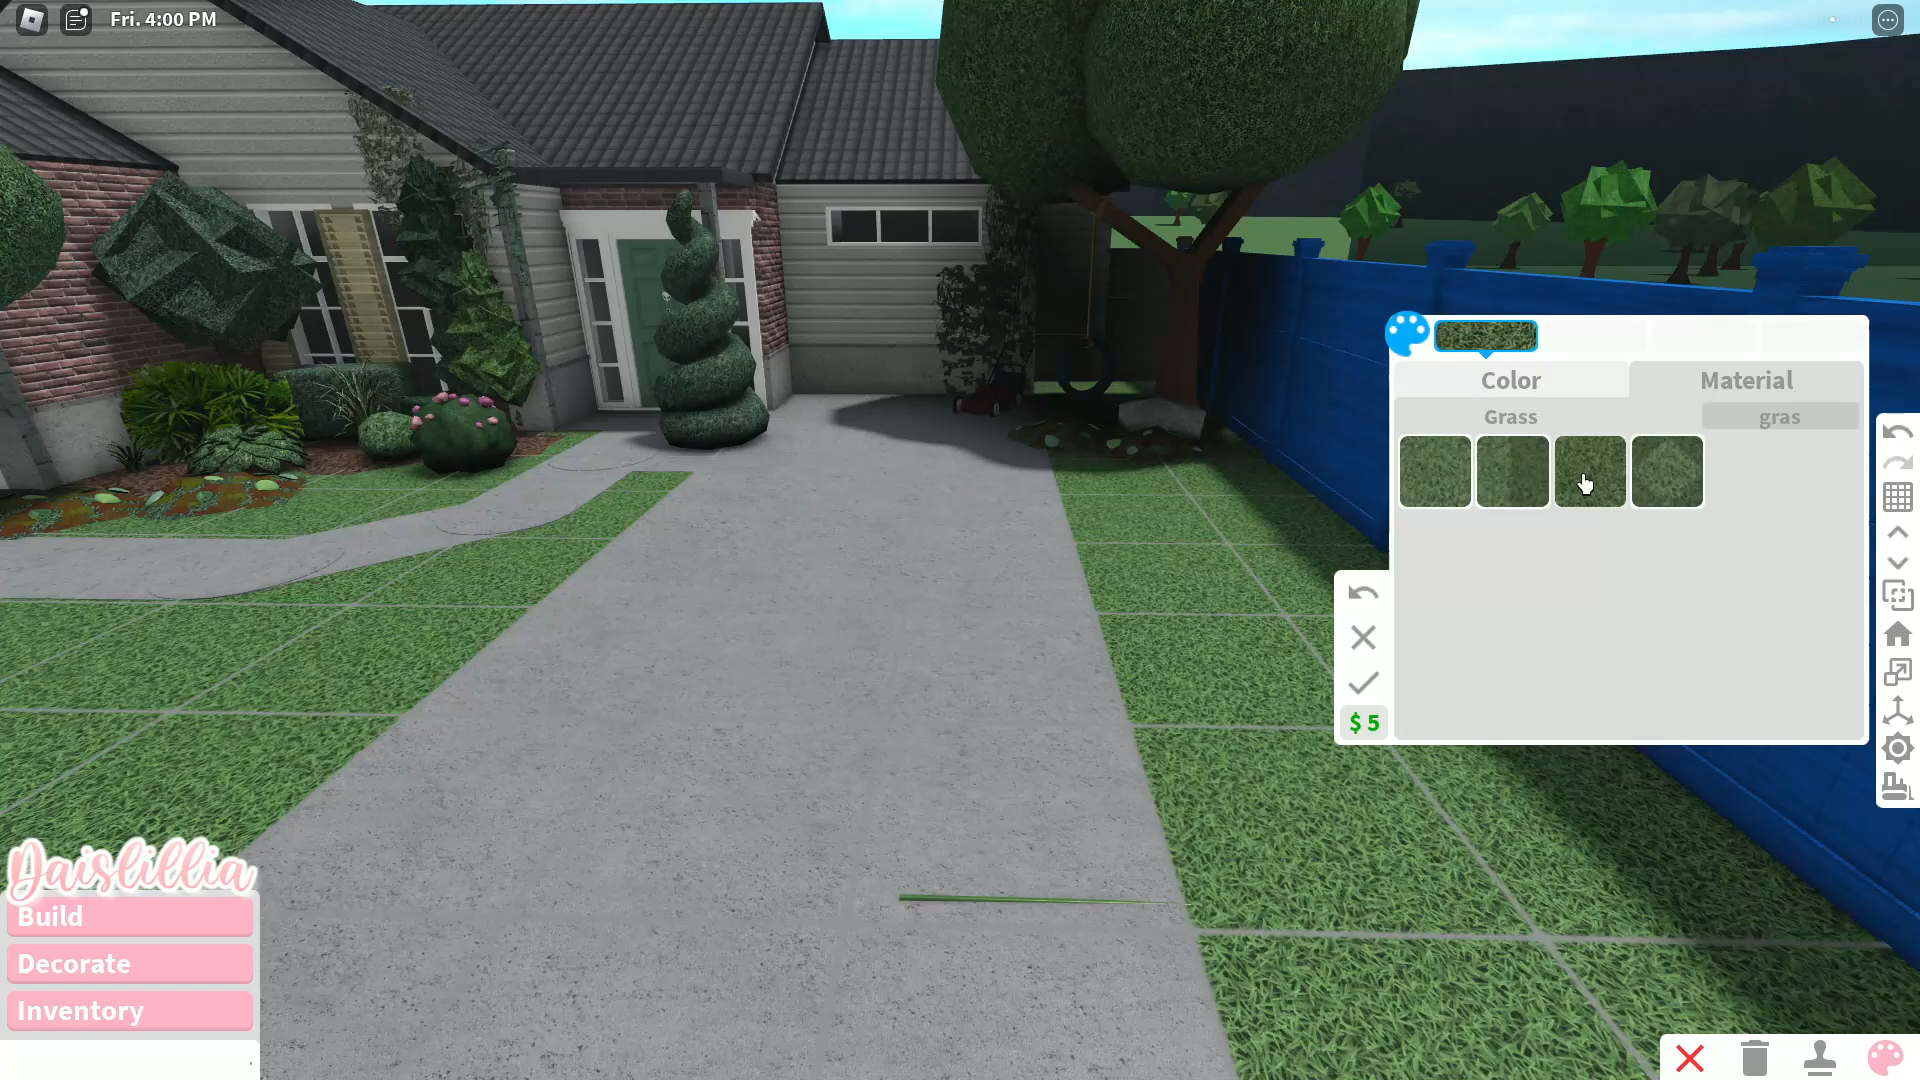 Fri. 4:00 PM
Color
Material
Grass
gras
$ 5
Daislillia
Build
Decorate
Inventory